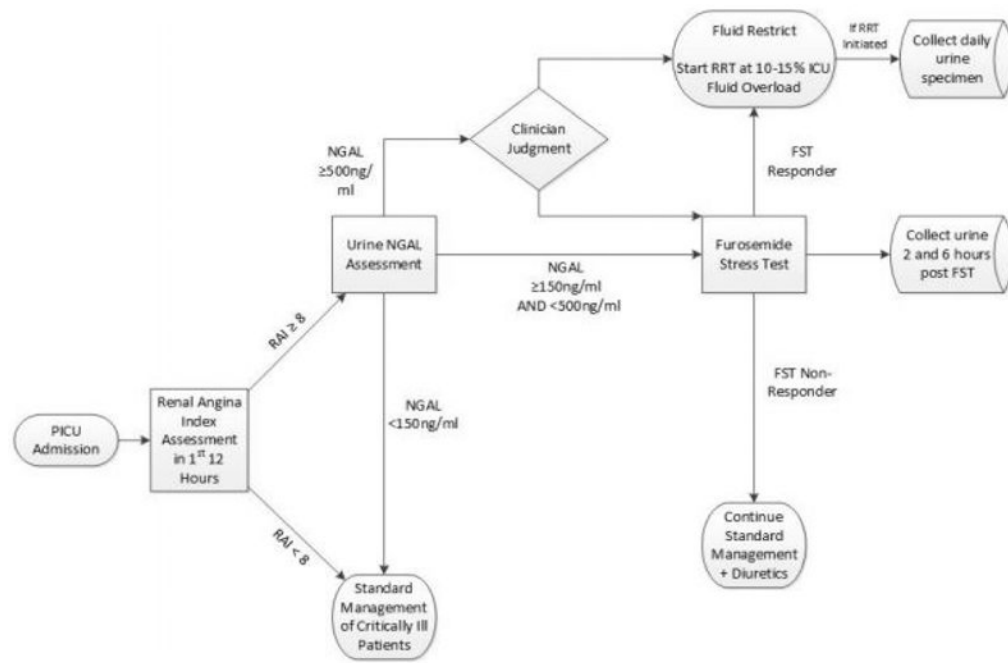 Fluid Restrict
Start RRT at 10-15% ICU
Fluid Overload
If RRT
Initiated
Collect daily
urine
specimen
Clinician
Judgment
NGAL
≥500ng/
ml
FST
Responder
Urine NGAL
Assessment
NGAL
≥150ng/ml
AND <500ng/ml
Furosemide
Stress Test
Collect urine
2 and 6 hours
post FST
RAI ≥ 8
NGAL
<150ng/ml
FST Non-
Responder
PICU
Admission
Renal Angina
Index
Assessment
in 1st 12
Hours
RAI < 8
Continue
Standard
Management
+ Diuretics
Standard
Management
of Critically Ill
Patients